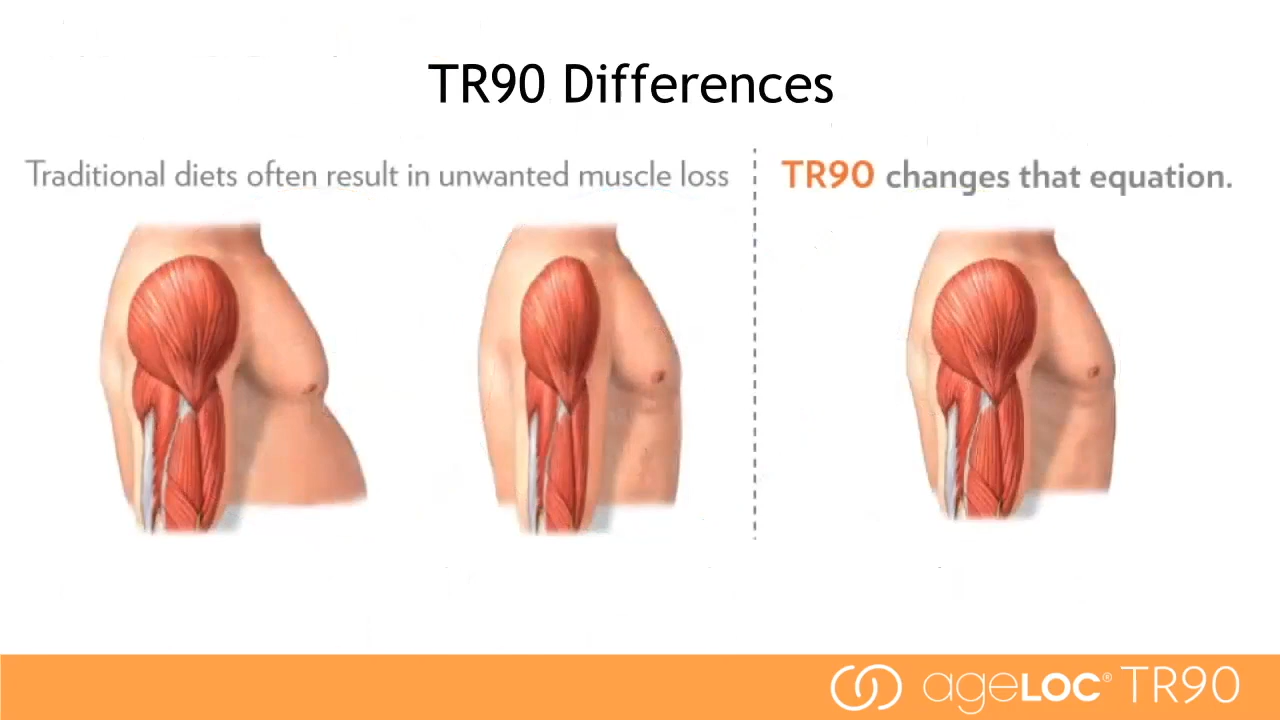 TR90 Differences
Traditional diets often result in unwanted muscle loss
TR90 changes that equation.
ageLOC® TR90